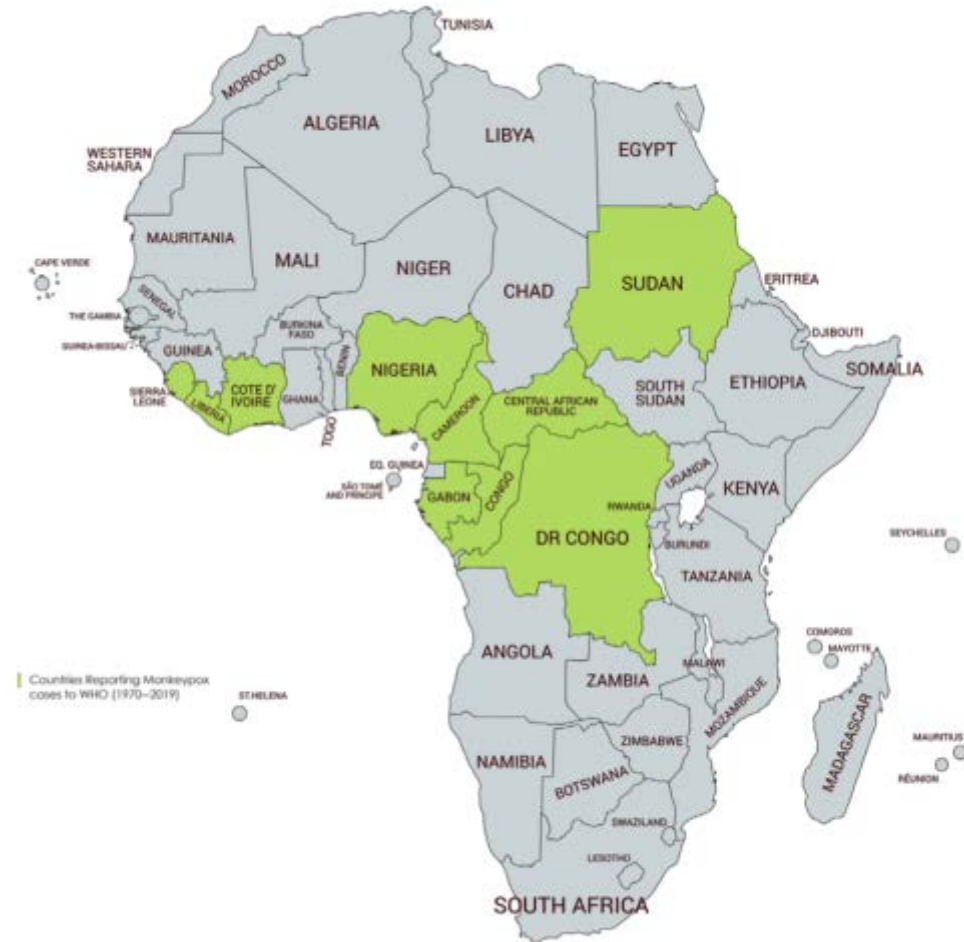 TUNISIA
MOROCCO
ALGERIA
LIBYA
EGYPT
WESTERN
SAHARA
MAURITANIA
MALI
NIGER
CHAD
SUDAN
ERITREA
CAPE VERDE
SENEGAL
THE GAMBIA
GUINEA-BISSAU
GUINEA
BURKINA
FASO
BENIN
NIGERIA
DJIBOUTI
SOMALIA
ETHIOPIA
SOUTH
SUDAN
SIERRA
LEONE
LIBERIA
COTE D'
IVOIRE
GHANA
TOGO
CAMEROON
CENTRAL AFRICAN
REPUBLIC
EQ. GUINEA
SÃO TOMÉ
AND PRINCIPE
GABON
CONGO
DR CONGO
UGANDA
KENYA
RWANDA
BURUNDI
TANZANIA
SEYCHELLES
ANGOLA
ZAMBIA
MALAWI
MOZAMBIQUE
COMOROS
MAYOTTE
Countries Reporting Monkeypox
cases to WHO (1970–2019)
ST.HELENA
NAMIBIA
ZIMBABWE
BOTSWANA
MADAGASCAR
MAURITIUS
RÉUNION
SWAZILAND
LESOTHO
SOUTH AFRICA